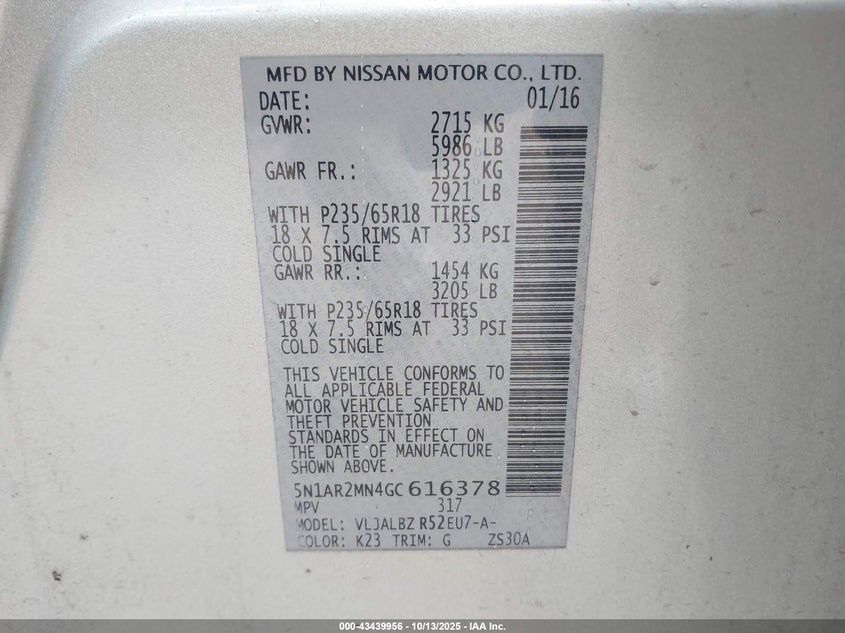 MFD BY NISSAN MOTOR CO., LTD.
DATE: 01/16
GVWR: 2715 KG
5986 LB
GAWR FR.: 1325 KG
2921 LB
WITH P235/65R18 TIRES
18 X 7.5 RIMS AT 33 PSI
COLD SINGLE
GAWR RR.: 1454 KG
3205 LB
WITH P235/65R18 TIRES
18 X 7.5 RIMS AT 33 PSI
COLD SINGLE
THIS VEHICLE CONFORMS TO
ALL APPLICABLE FEDERAL
MOTOR VEHICLE SAFETY AND
THEFT PREVENTION
STANDARDS IN EFFECT ON
THE DATE OF MANUFACTURE
SHOWN ABOVE.
5N1AR2MN4GC616378
MPV 317
MODEL: VLJALBZ R52EU7-A-
COLOR: K23 TRIM: G ZS30A
000-43439956 - 10/13/2025 - IAA Inc.